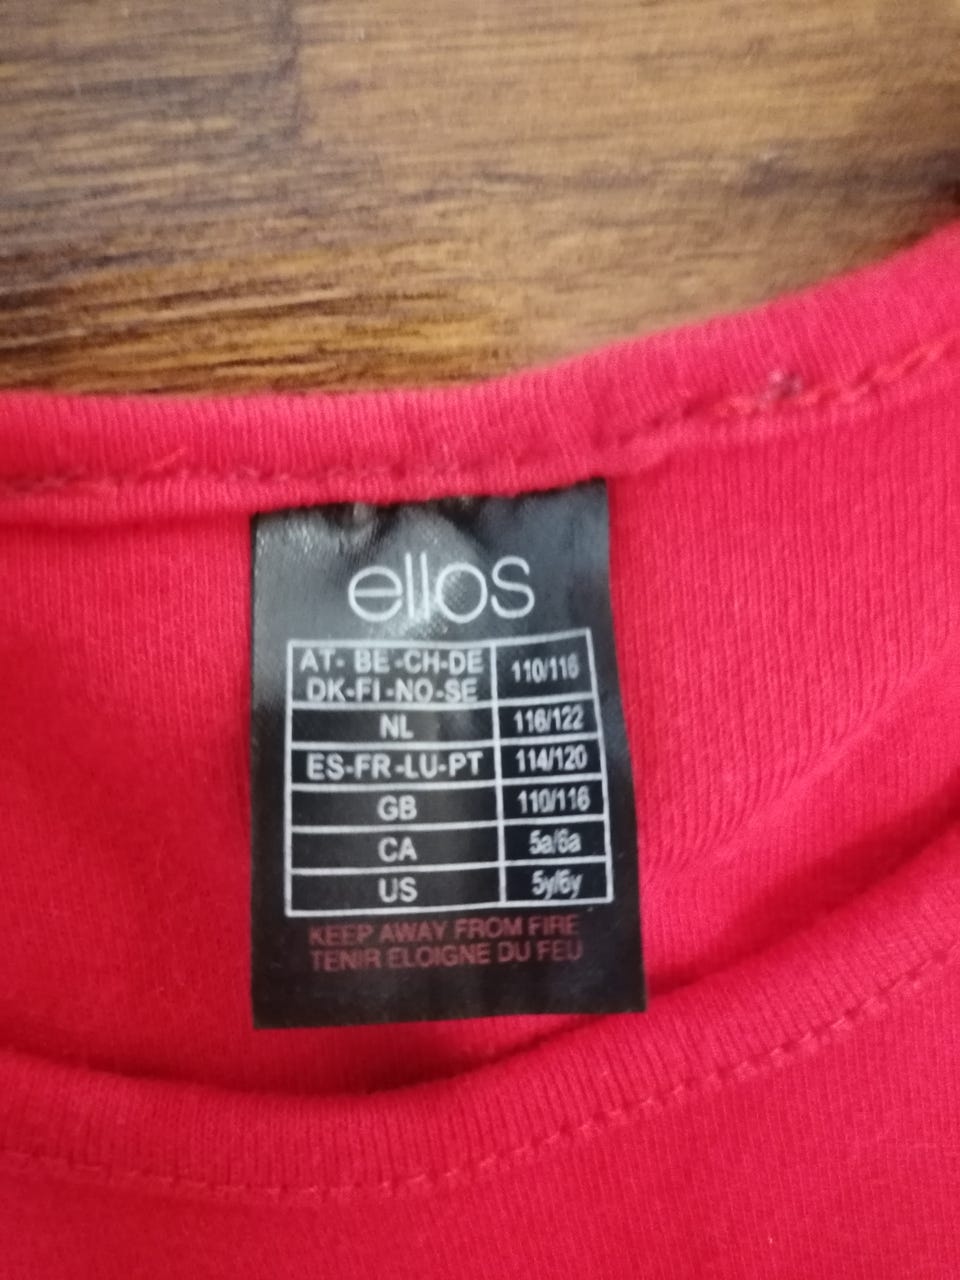 ellos
AT- BE -CH-DE
DK-FI -NO-SE 110/116
NL 116/122
ES-FR -LU-PT 114/120
GB 110/116
CA 5a/6a
US 5y/6y
KEEP AWAY FROM FIRE
TENIR ELOIGNE DU FEU